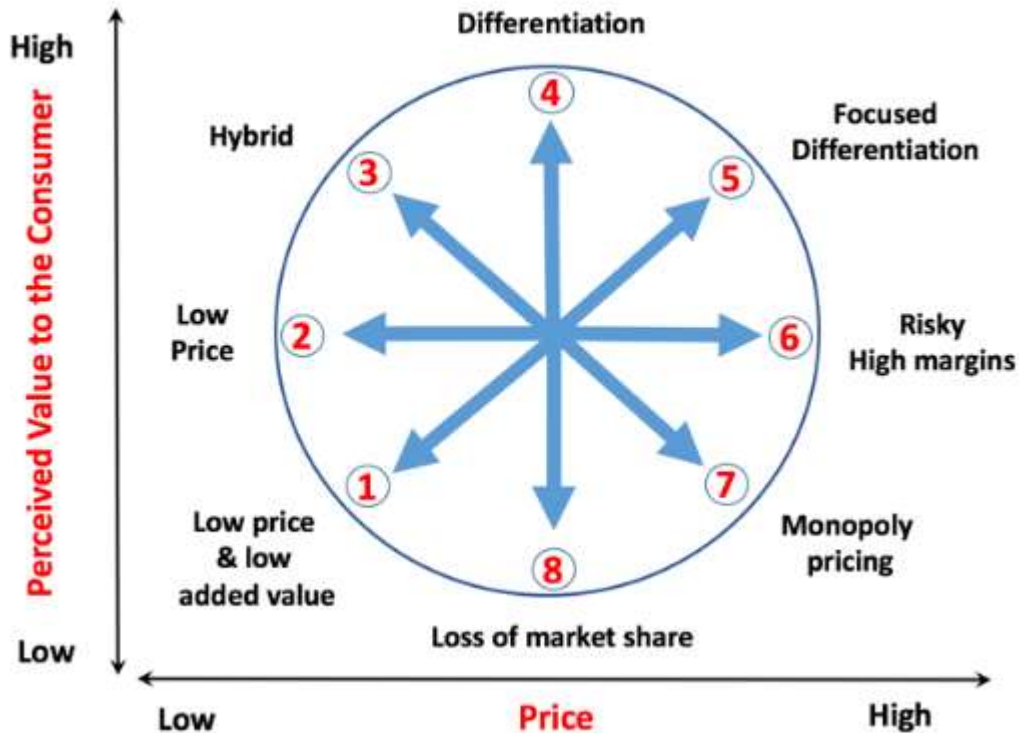 Differentiation
High
4
Focused
Differentiation
Hybrid
3
5
Perceived Value to the Consumer
Low
Price
2
6
Risky
High margins
1
7
Low price
& low
added value
Monopoly
pricing
8
Loss of market share
Low
Low
Price
High